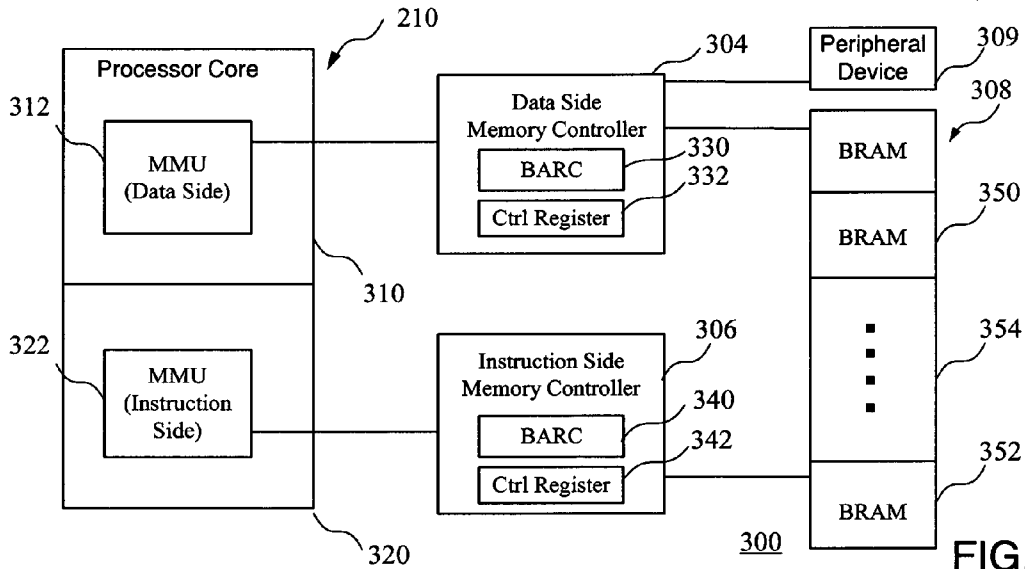 210
Processor Core
312
MMU
(Data Side)
310
322
MMU
(Instruction
Side)
320
304
Data Side
Memory Controller
330
BARC
332
Ctrl Register
306
Instruction Side
Memory Controller
340
BARC
342
Ctrl Register
Peripheral
Device
309
308
BRAM
350
BRAM
354
352
BRAM
300
FIG.